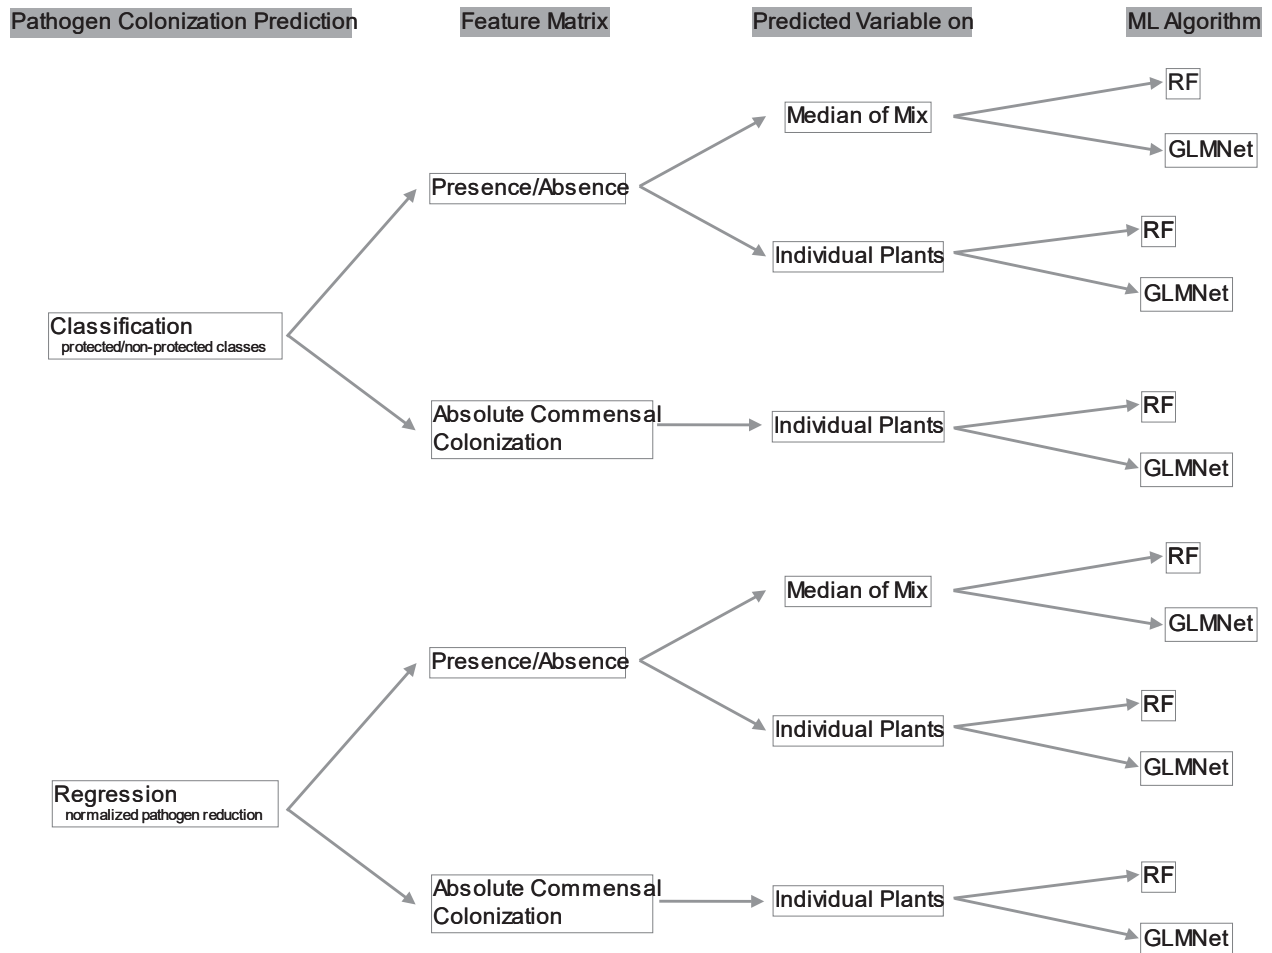 Pathogen Colonization Prediction
Feature Matrix
Predicted Variable on
ML Algorithm
Classification
protected/non-protected classes
Presence/Absence
Median of Mix
RF
GLMNet
Individual Plants
RF
GLMNet
Absolute Commensal
Colonization
Individual Plants
RF
GLMNet
Regression
normalized pathogen reduction
Presence/Absence
Median of Mix
RF
GLMNet
Individual Plants
RF
GLMNet
Absolute Commensal
Colonization
Individual Plants
RF
GLMNet